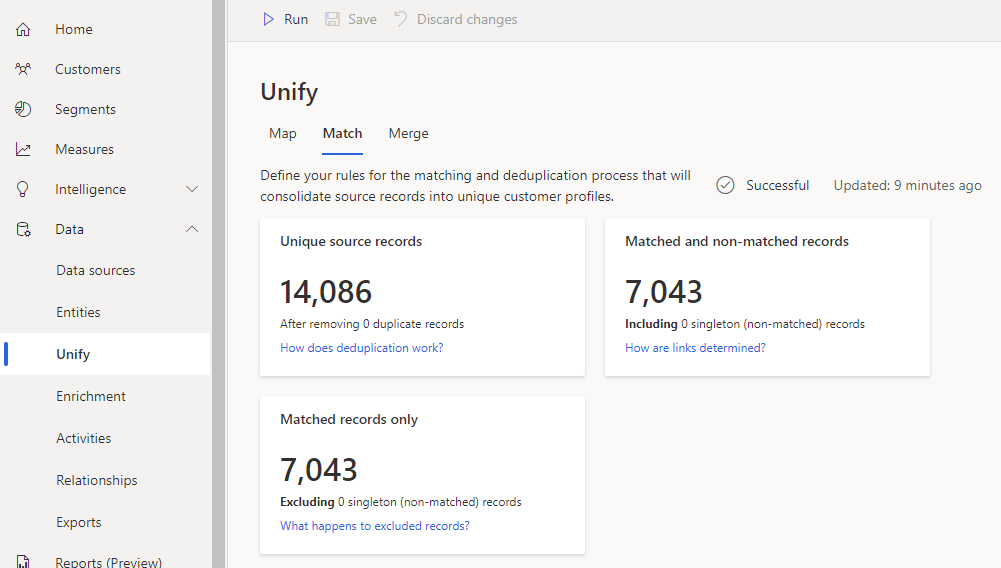 Home
Customers
Segments
Measures
Intelligence
Data
Data sources
Entities
Unify
Enrichment
Activities
Relationships
Exports
Reports (Preview)
Run Save Discard changes
Unify
Map Match Merge
Define your rules for the matching and deduplication process that will
consolidate source records into unique customer profiles.
Successful Updated: 9 minutes ago
Unique source records
14,086
After removing 0 duplicate records
How does deduplication work?
Matched and non-matched records
7,043
Including 0 singleton (non-matched) records
How are links determined?
Matched records only
7,043
Excluding 0 singleton (non-matched) records
What happens to excluded records?